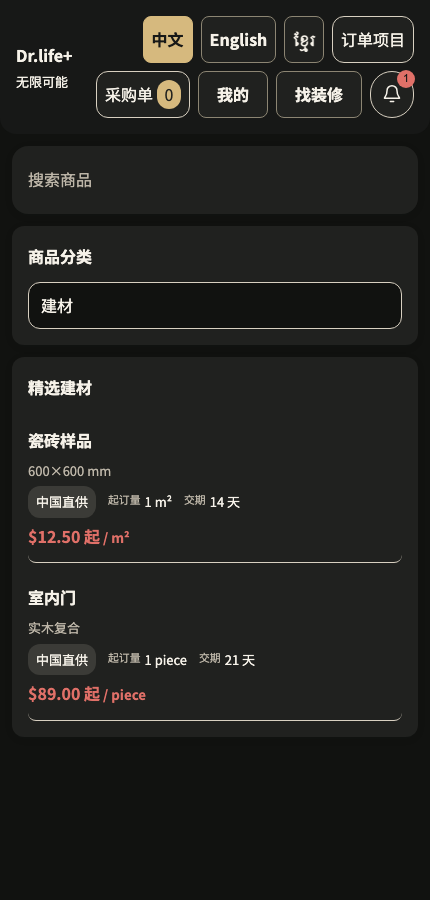 Dr.life+
无限可能
中文
English
ខ្មែរ
订单项目
采购单 0
我的
找装修
1
搜索商品
商品分类
建材
精选建材
瓷砖样品
600×600 mm
中国直供 起订量 1 m² 交期 14 天
$12.50 起 / m²
室内门
实木复合
中国直供 起订量 1 piece 交期 21 天
$89.00 起 / piece